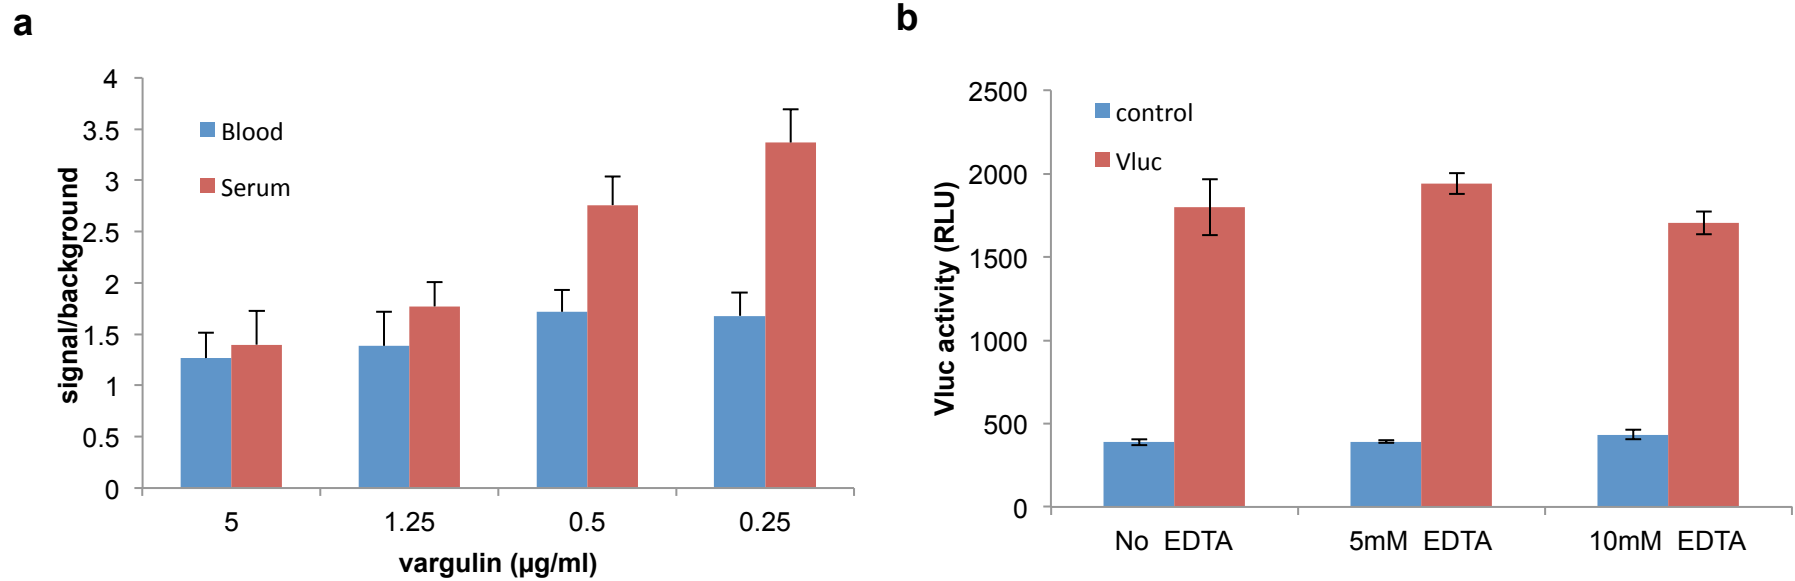 a
signal/background
4
3.5
3
2.5
2
1.5
1
0.5
0
Blood
Serum
5 1.25 0.5 0.25
vargulin (µg/ml)
b
Vluc activity (RLU)
2500
2000
1500
1000
500
0
control
Vluc
No EDTA 5mM EDTA 10mM EDTA